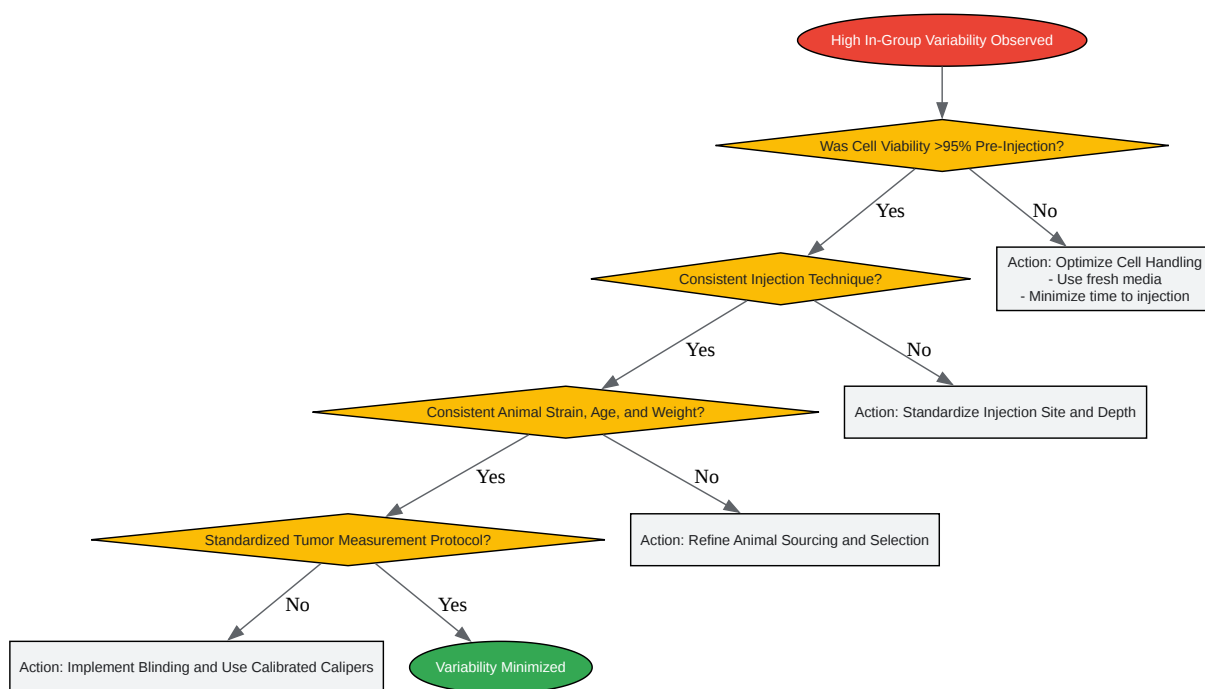 High In-Group Variability Observed
Was Cell Viability >95% Pre-Injection?
Yes
No
Action: Optimize Cell Handling
- Use fresh media
- Minimize time to injection
Consistent Injection Technique?
Yes
No
Action: Standardize Injection Site and Depth
Consistent Animal Strain, Age, and Weight?
Yes
No
Action: Refine Animal Sourcing and Selection
Standardized Tumor Measurement Protocol?
No
Yes
Action: Implement Blinding and Use Calibrated Calipers
Variability Minimized